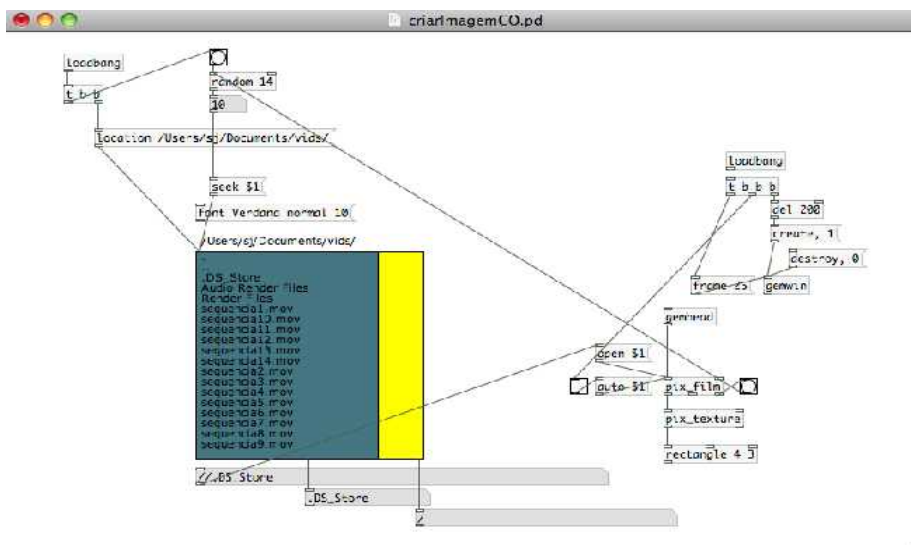 criarImagemCO.pd
loadbang
t b b
random 14
10
location /Users/sj/Documents/vids/
seek $1
font Verdana normal 10
/Users/sj/Documents/vids/
.
..
.DS_Store
Audio Render Files
Render Files
sequencia1.mov
sequencia10.mov
sequencia11.mov
sequencia12.mov
sequencia13.mov
sequencia14.mov
sequencia2.mov
sequencia3.mov
sequencia4.mov
sequencia5.mov
sequencia6.mov
sequencia7.mov
sequencia8.mov
sequencia9.mov
.DS_Store
.DS_Store
2
loadbang
t b b b
del 200
create, 1
destroy, 0
frame 25
gemwin
gemhead
open $1
auto $1
pix_film
pix_texture
rectangle 4 3